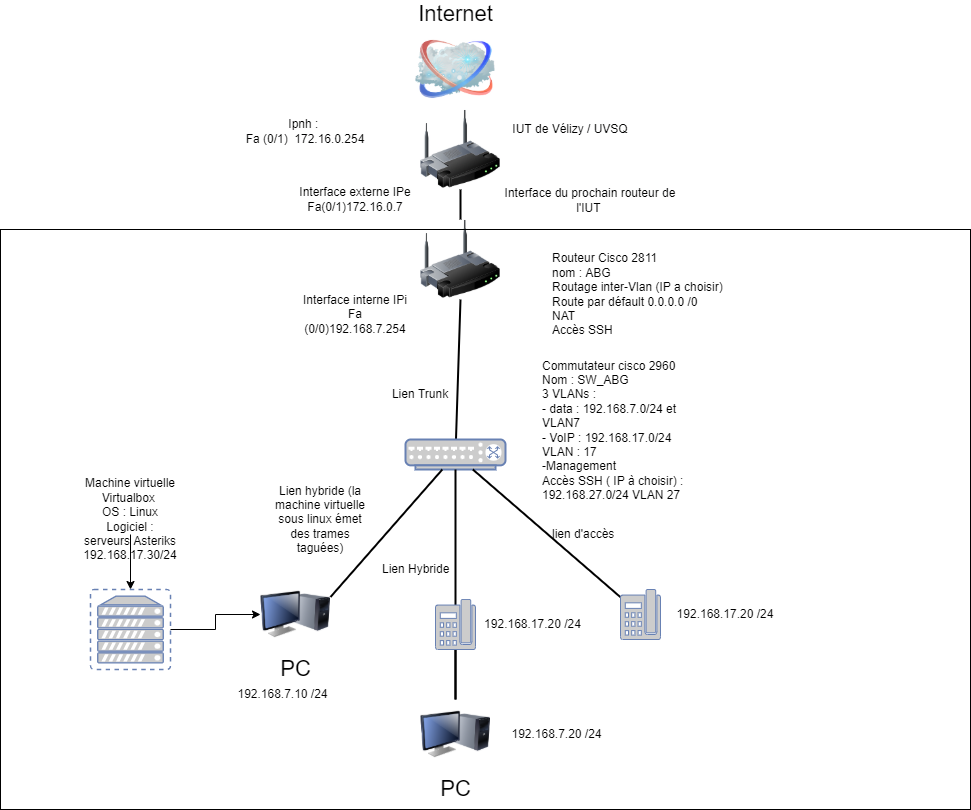 Internet
Ipnh :
Fa (0/1)  172.16.0.254
IUT de Vélizy / UVSQ
Interface externe IPe
Fa(0/1)172.16.0.7
Interface du prochain routeur de
l'IUT
Routeur Cisco 2811
nom : ABG
Routage inter-Vlan (IP a choisir)
Route par défault 0.0.0.0 /0
NAT
Accès SSH
Interface interne IPi
Fa
(0/0)192.168.7.254
Commutateur cisco 2960
Nom : SW_ABG
3 VLANs :
- data : 192.168.7.0/24 et
VLAN7
- VoIP : 192.168.17.0/24
VLAN : 17
-Management
Accès SSH ( IP à choisir) :
192.168.27.0/24 VLAN 27
Lien Trunk
Machine virtuelle
Virtualbox
OS : Linux
Logiciel :
serveurs Asteriks
192.168.17.30/24
Lien hybride (la
machine virtuelle
sous linux émet
des trames
taguées)
lien d'accès
Lien Hybride
192.168.17.20 /24
192.168.17.20 /24
PC
192.168.7.10 /24
192.168.7.20 /24
PC